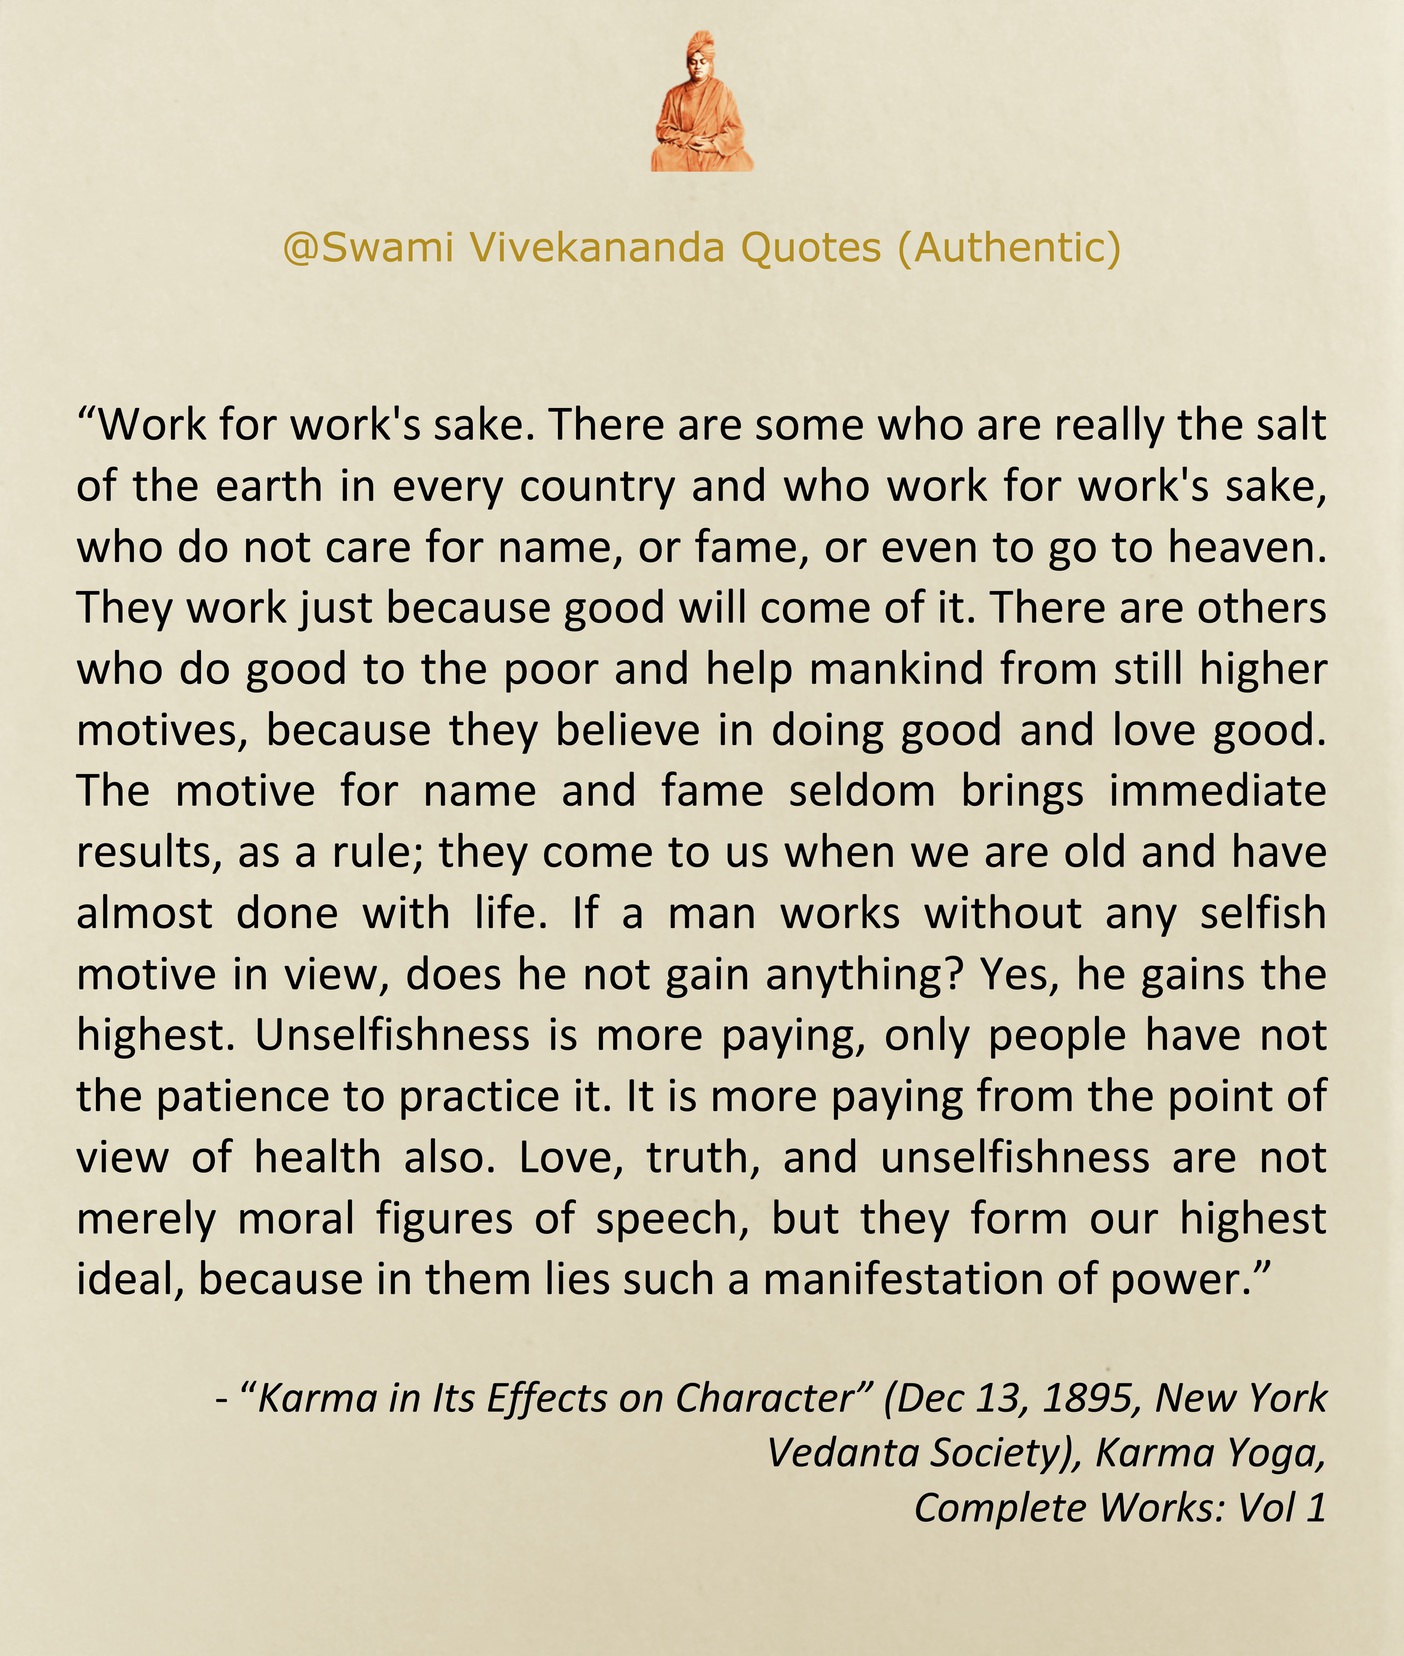 @Swami Vivekananda Quotes (Authentic)
“Work for work's sake. There are some who are really the salt
of the earth in every country and who work for work's sake,
who do not care for name, or fame, or even to go to heaven.
They work just because good will come of it. There are others
who do good to the poor and help mankind from still higher
motives, because they believe in doing good and love good.
The motive for name and fame seldom brings immediate
results, as a rule; they come to us when we are old and have
almost done with life. If a man works without any selfish
motive in view, does he not gain anything? Yes, he gains the
highest. Unselfishness is more paying, only people have not
the patience to practice it. It is more paying from the point of
view of health also. Love, truth, and unselfishness are not
merely moral figures of speech, but they form our highest
ideal, because in them lies such a manifestation of power.”
- “Karma in Its Effects on Character” (Dec 13, 1895, New York
Vedanta Society), Karma Yoga,
Complete Works: Vol 1